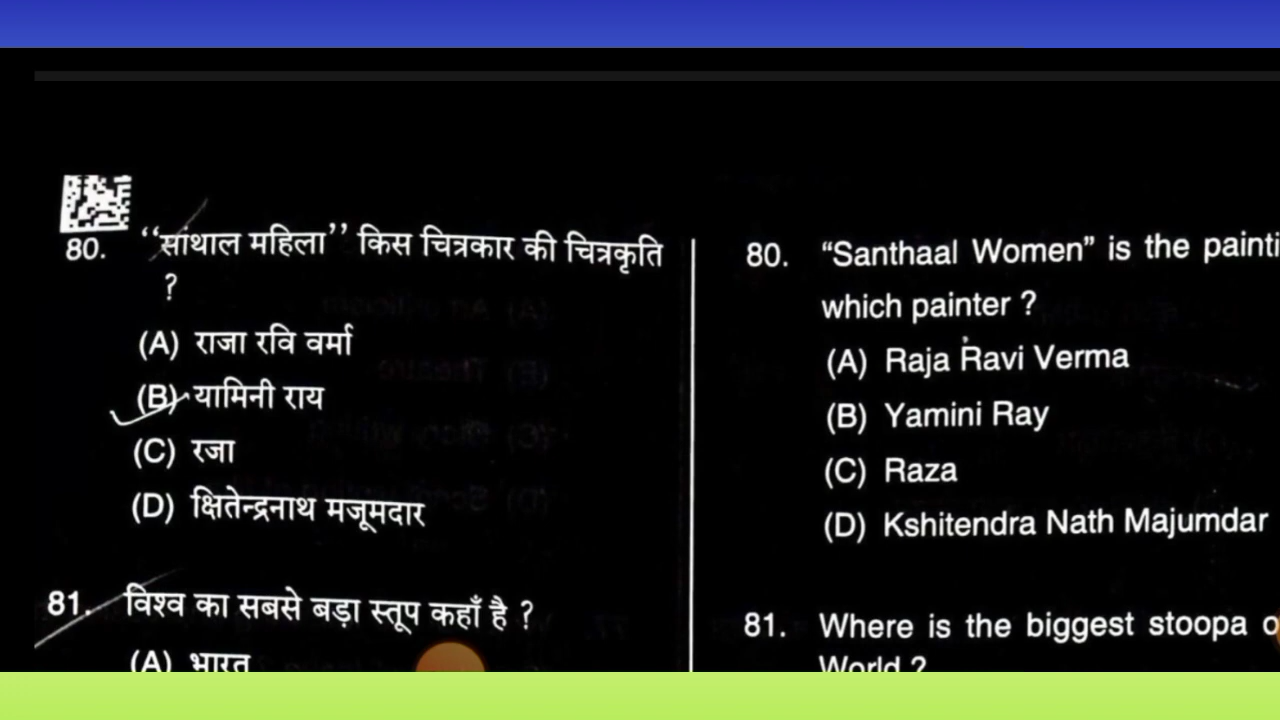 80. ‘‘सांथाल महिला’’ किस चित्रकार की चित्रकृति
?
(A) राजा रवि वर्मा
(B) यामिनी राय
(C) रजा
(D) क्षितेन्द्रनाथ मजूमदार
81. विश्व का सबसे बड़ा स्तूप कहाँ है ?
(A) भारत
80. “Santhaal Women” is the painti
which painter ?
(A) Raja Ravi Verma
(B) Yamini Ray
(C) Raza
(D) Kshitendra Nath Majumdar
81. Where is the biggest stoopa o
World ?